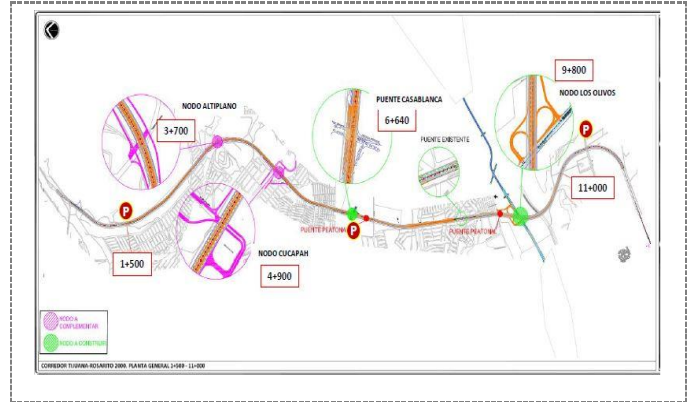 9+800
NODO LOS OLIVOS
NODO ALTIPLANO
3+700
PUENTE CASABLANCA
6+640
PUENTE EXISTENTE
P
P
11+000
PUENTE PEATONAL
P
PUENTE PEATONAL
1+500
NODO CUCAPAH
4+900
NODO A
COMPLEMENTAR
NODO A CONSTRUIR
CORREDOR TIJUANA-ROSARITO 2000. PLANTA GENERAL 1+500 - 11+000